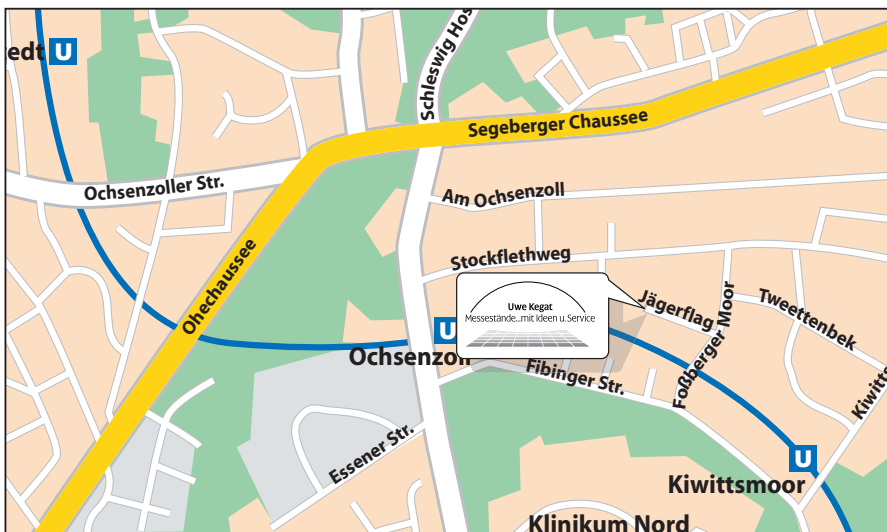 edt U
Schleswig Hos
Segeberger Chaussee
Ochsenzoller Str.
Am Ochsenzoll
Ohechaussee
Stockflethweg
Uwe Kegat
Messestände...mit Ideen u. Service
Jägerflag
Tweettenbek
Foßberger Moor
U
Ochsenzoll
Fibinger Str.
Kiwitts
Essener Str.
U
Kiwittsmoor
Klinikum Nord